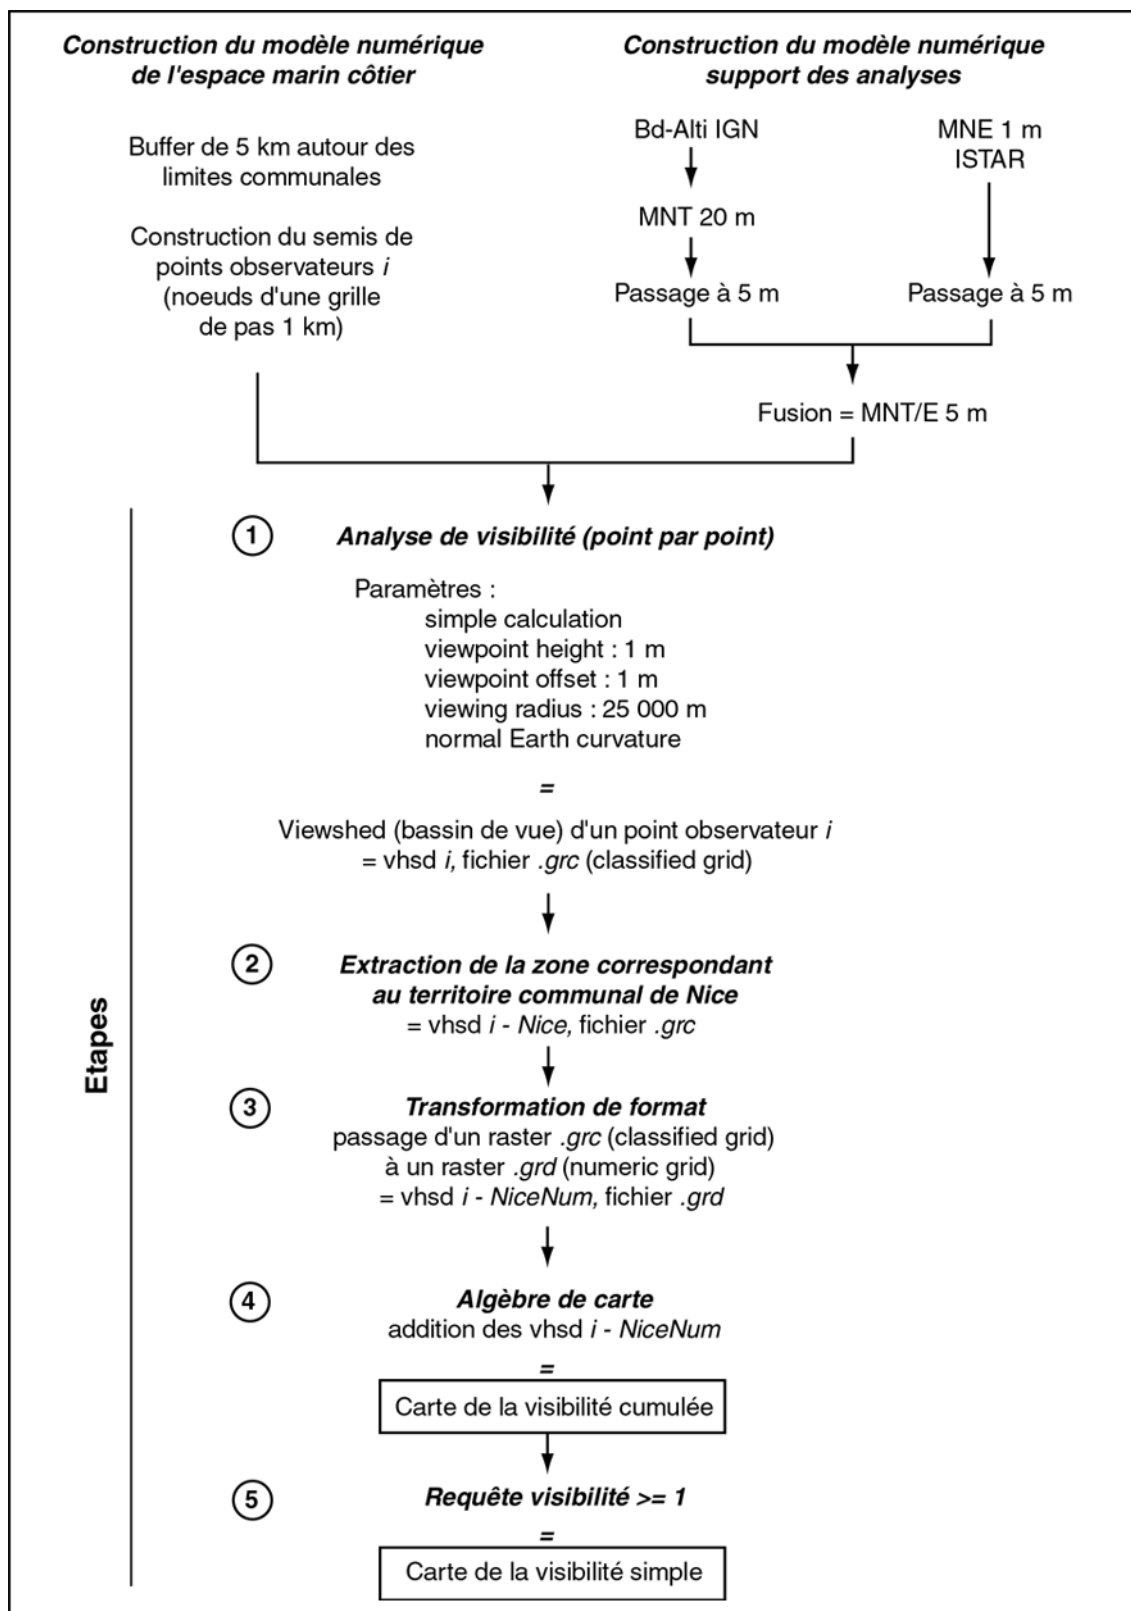 Construction du modèle numérique
de l'espace marin côtier
Buffer de 5 km autour des
limites communales
Construction du semis de
points observateurs i
(noeuds d'une grille
de pas 1 km)
Construction du modèle numérique
support des analyses
Bd-Alti IGN
MNT 20 m
Passage à 5 m
MNE 1 m
ISTAR
Passage à 5 m
Fusion = MNT/E 5 m
Etapes
1
Analyse de visibilité (point par point)
Paramètres :
simple calculation
viewpoint height : 1 m
viewpoint offset : 1 m
viewing radius : 25 000 m
normal Earth curvature
=
Viewshed (bassin de vue) d'un point observateur i
= vhsd i, fichier .grc (classified grid)
2
Extraction de la zone correspondant
au territoire communal de Nice
= vhsd i - Nice, fichier .grc
3
Transformation de format
passage d'un raster .grc (classified grid)
à un raster .grd (numeric grid)
= vhsd i - NiceNum, fichier .grd
4
Algèbre de carte
addition des vhsd i - NiceNum
=
Carte de la visibilité cumulée
5
Requête visibilité >= 1
=
Carte de la visibilité simple